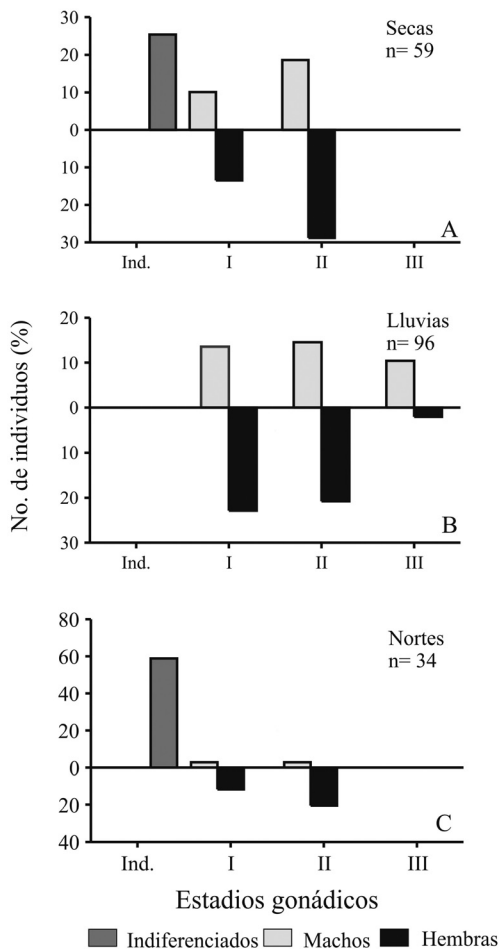 No. de individuos (%)
30
20
10
0
10
20
30
Secas
n= 59
A
Ind. I II III
20
10
0
10
20
30
Lluvias
n= 96
B
Ind. I II III
80
60
40
20
0
20
40
Nortes
n= 34
C
Ind. I II III
Estadios gonádicos
Indiferenciados Machos Hembras